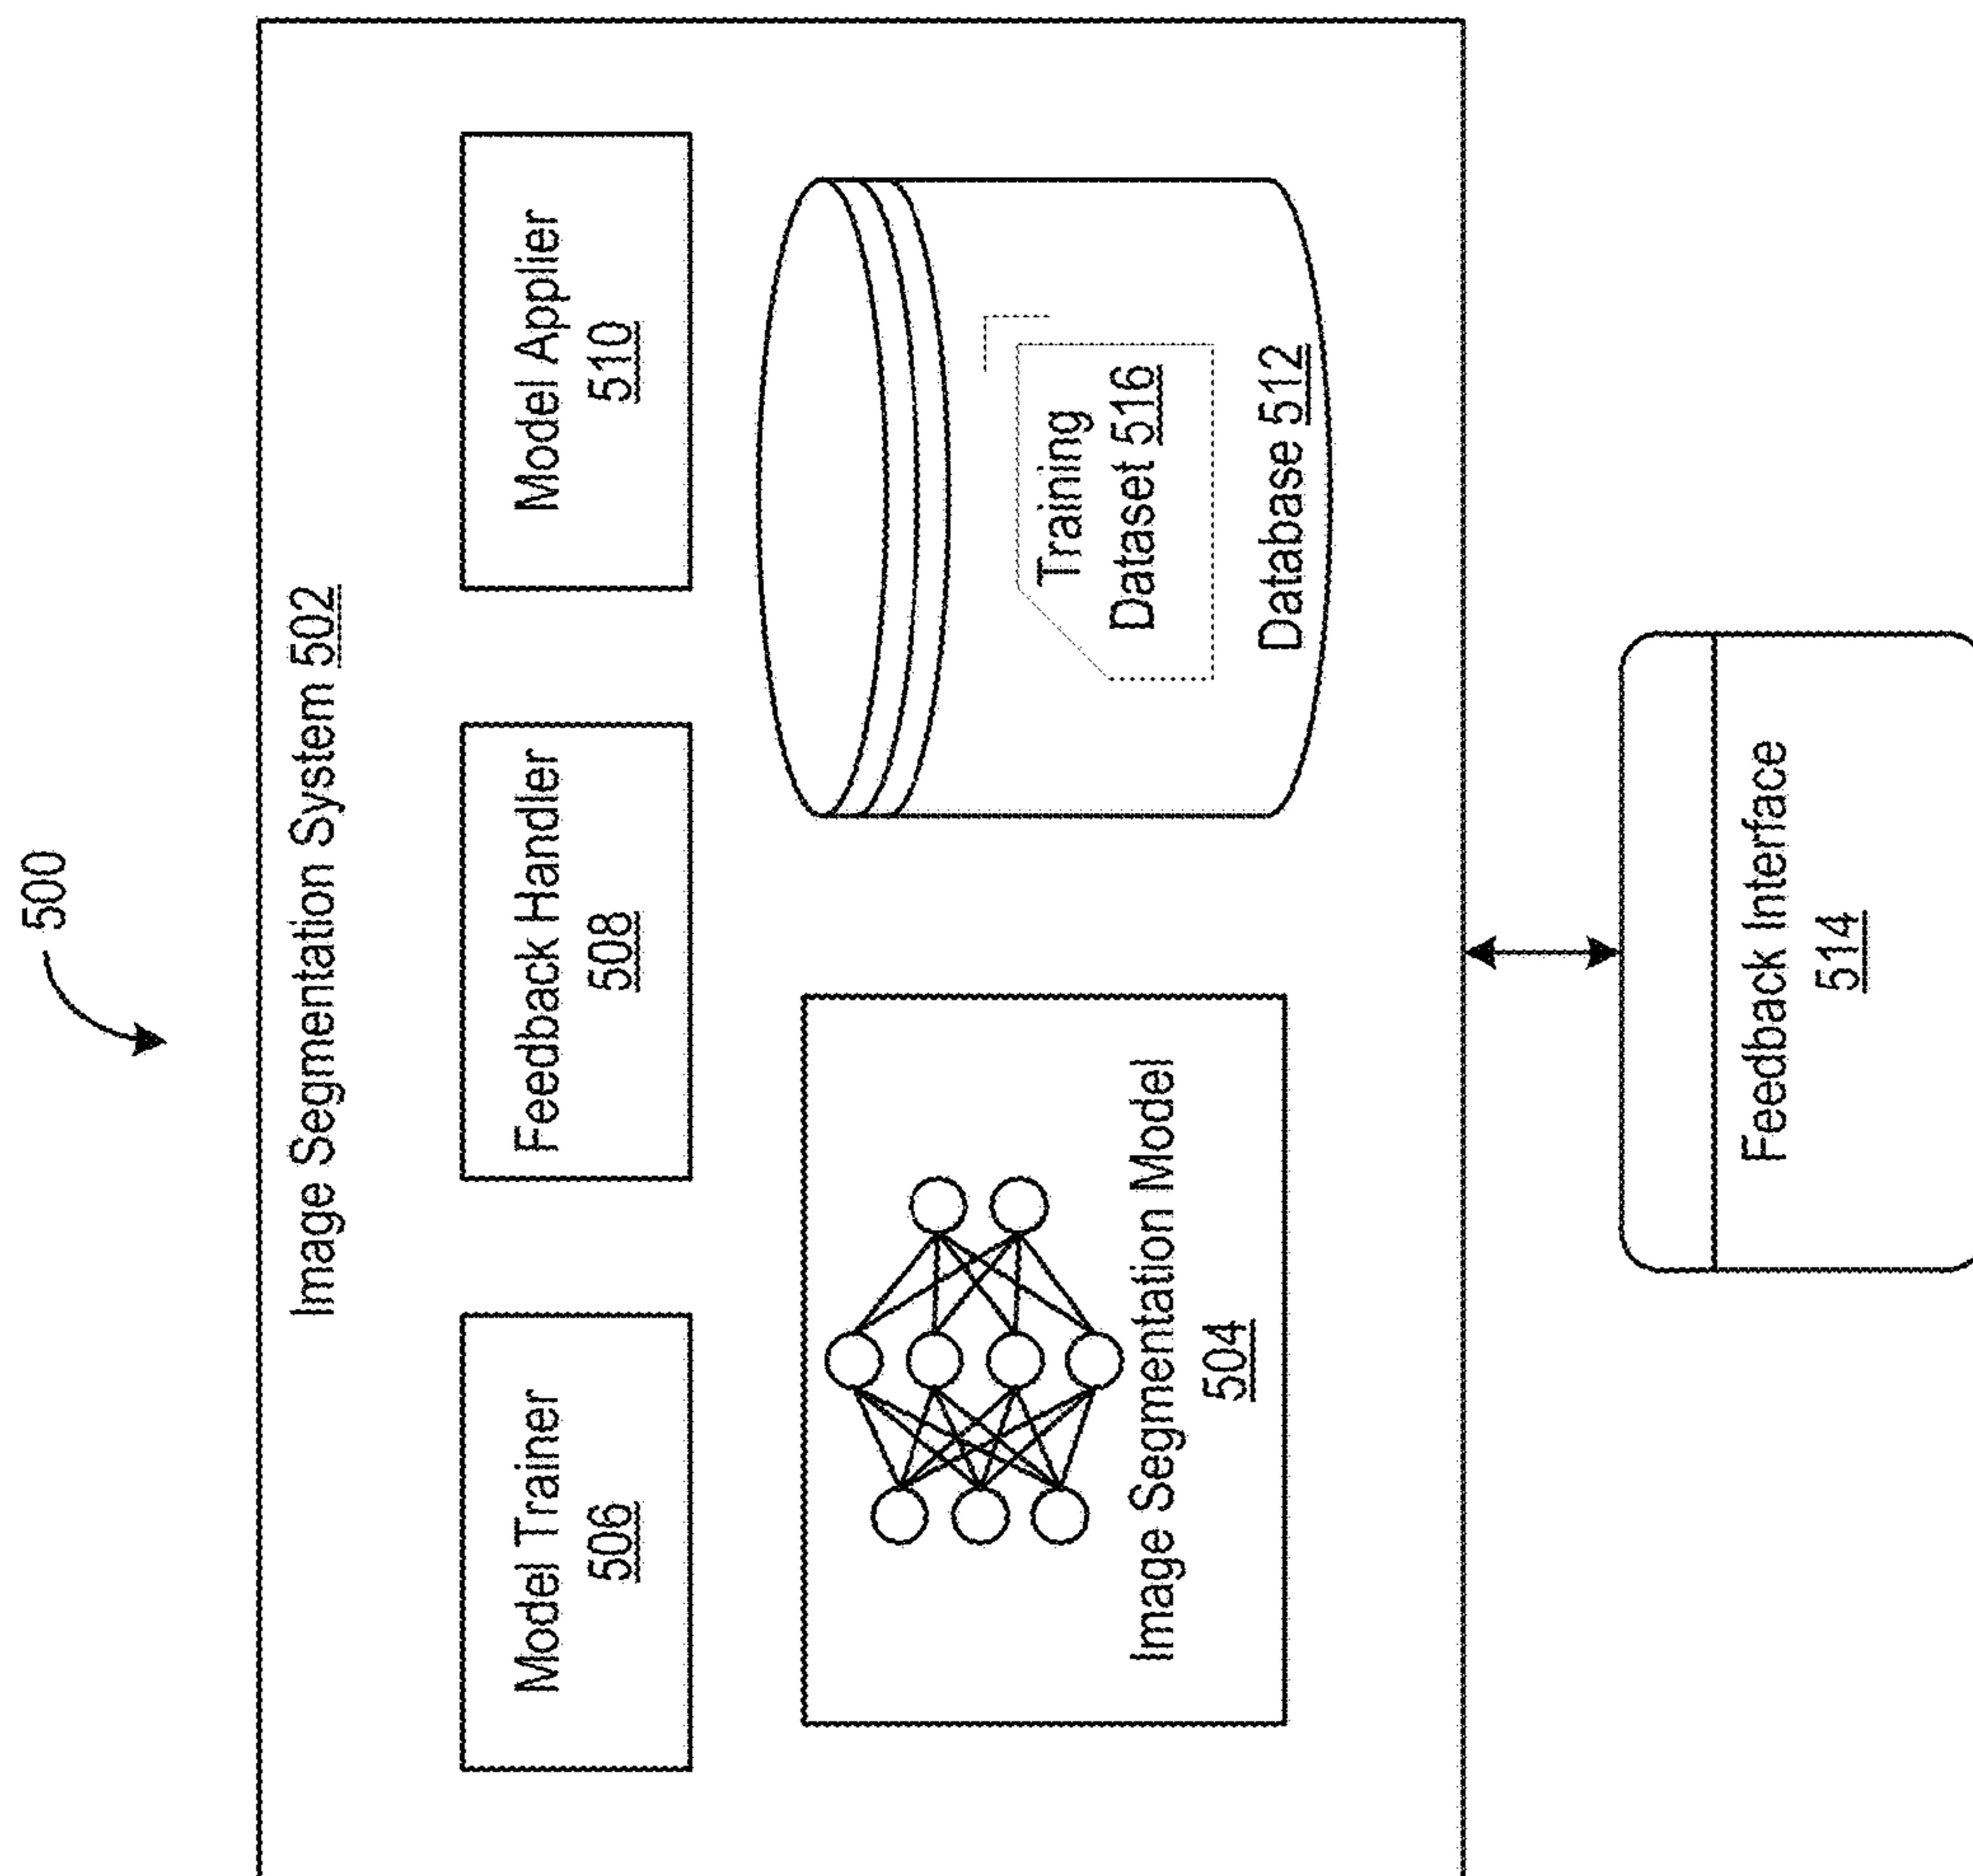 500
Image Segmentation System 502
Model Trainer
506
Feedback Handler
508
Model Applier
510
Image Segmentation Model
504
Training
Dataset 516
Database 512
Feedback Interface
514